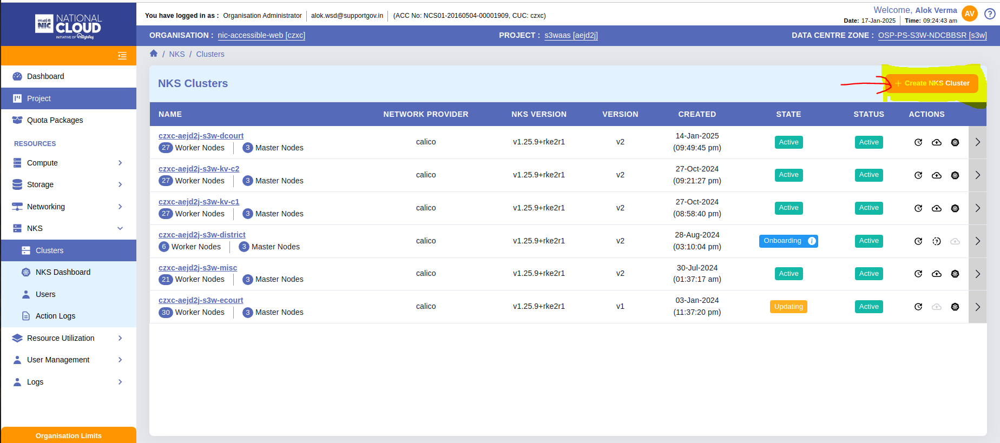 You have logged in as : Organisation Administrator alok.wsd@supportgov.in (ACC No: NCS01-20160504-00001909, CUC: czxc)
Welcome, Alok Verma AV
Date: 17-Jan-2025 Time: 09:24:43 am
एन आई सी
NIC
NATIONAL
CLOUD
INITIATIVE OF MeghRaj
ORGANISATION : nic-accessible-web [czxc] PROJECT : s3waas [aejd2j] DATA CENTRE ZONE : OSP-PS-S3W-NDCBBSR [s3w]
/ NKS / Clusters
Dashboard
Project
Quota Packages
RESOURCES
Compute
Storage
Networking
NKS
Clusters
NKS Dashboard
Users
Action Logs
Resource Utilization
User Management
Logs
Organisation Limits
NKS Clusters
+ Create NKS Cluster
NAME NETWORK PROVIDER NKS VERSION VERSION CREATED STATE STATUS ACTIONS
czxc-aejd2j-s3w-dcourt
27 Worker Nodes 3 Master Nodes
calico v1.25.9+rke2r1 v2
14-Jan-2025
(09:49:45 pm)
Active Active
czxc-aejd2j-s3w-kv-c2
27 Worker Nodes 3 Master Nodes
calico v1.25.9+rke2r1 v2
27-Oct-2024
(09:21:27 pm)
Active Active
czxc-aejd2j-s3w-kv-c1
27 Worker Nodes 3 Master Nodes
calico v1.25.9+rke2r1 v2
27-Oct-2024
(08:58:40 pm)
Active Active
czxc-aejd2j-s3w-district
6 Worker Nodes 3 Master Nodes
calico v1.25.9+rke2r1 v2
28-Aug-2024
(03:10:04 pm)
Onboarding Active
czxc-aejd2j-s3w-misc
21 Worker Nodes 3 Master Nodes
calico v1.25.9+rke2r1 v2
30-Jul-2024
(01:37:17 am)
Active Active
czxc-aejd2j-s3w-ecourt
30 Worker Nodes 3 Master Nodes
calico v1.25.9+rke2r1 v1
03-Jan-2024
(11:37:20 pm)
Updating Active